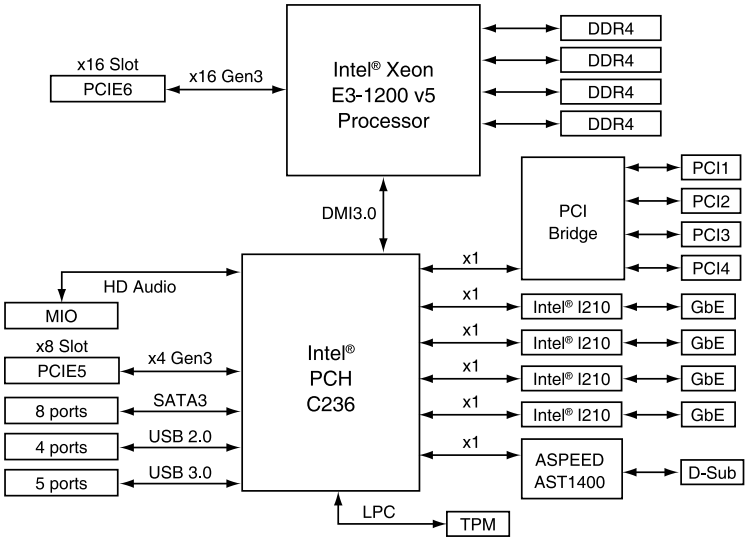 Intel® Xeon
E3-1200 v5
Processor
DDR4
DDR4
DDR4
DDR4
x16 Slot
PCIE6
x16 Gen3
DMI3.0
PCI
Bridge
PCI1
PCI2
PCI3
PCI4
Intel®
PCH
C236
HD Audio
MIO
x8 Slot
PCIE5
x4 Gen3
8 ports
SATA3
4 ports
USB 2.0
5 ports
USB 3.0
x1
x1
Intel® I210
GbE
x1
Intel® I210
GbE
x1
Intel® I210
GbE
x1
Intel® I210
GbE
x1
ASPEED
AST1400
D-Sub
LPC
TPM